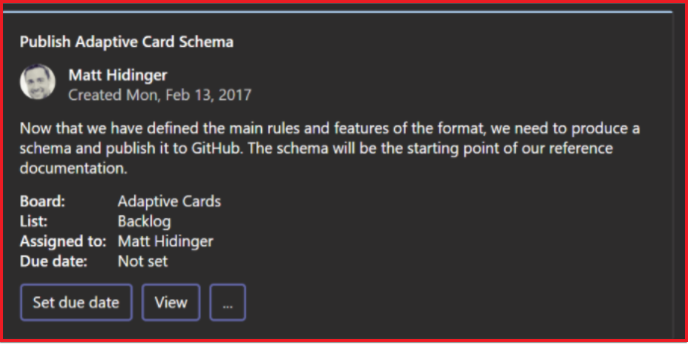 Publish Adaptive Card Schema
Matt Hidinger
Created Mon, Feb 13, 2017
Now that we have defined the main rules and features of the format, we need to produce a
schema and publish it to GitHub. The schema will be the starting point of our reference
documentation.
Board: Adaptive Cards
List: Backlog
Assigned to: Matt Hidinger
Due date: Not set
Set due date View ...